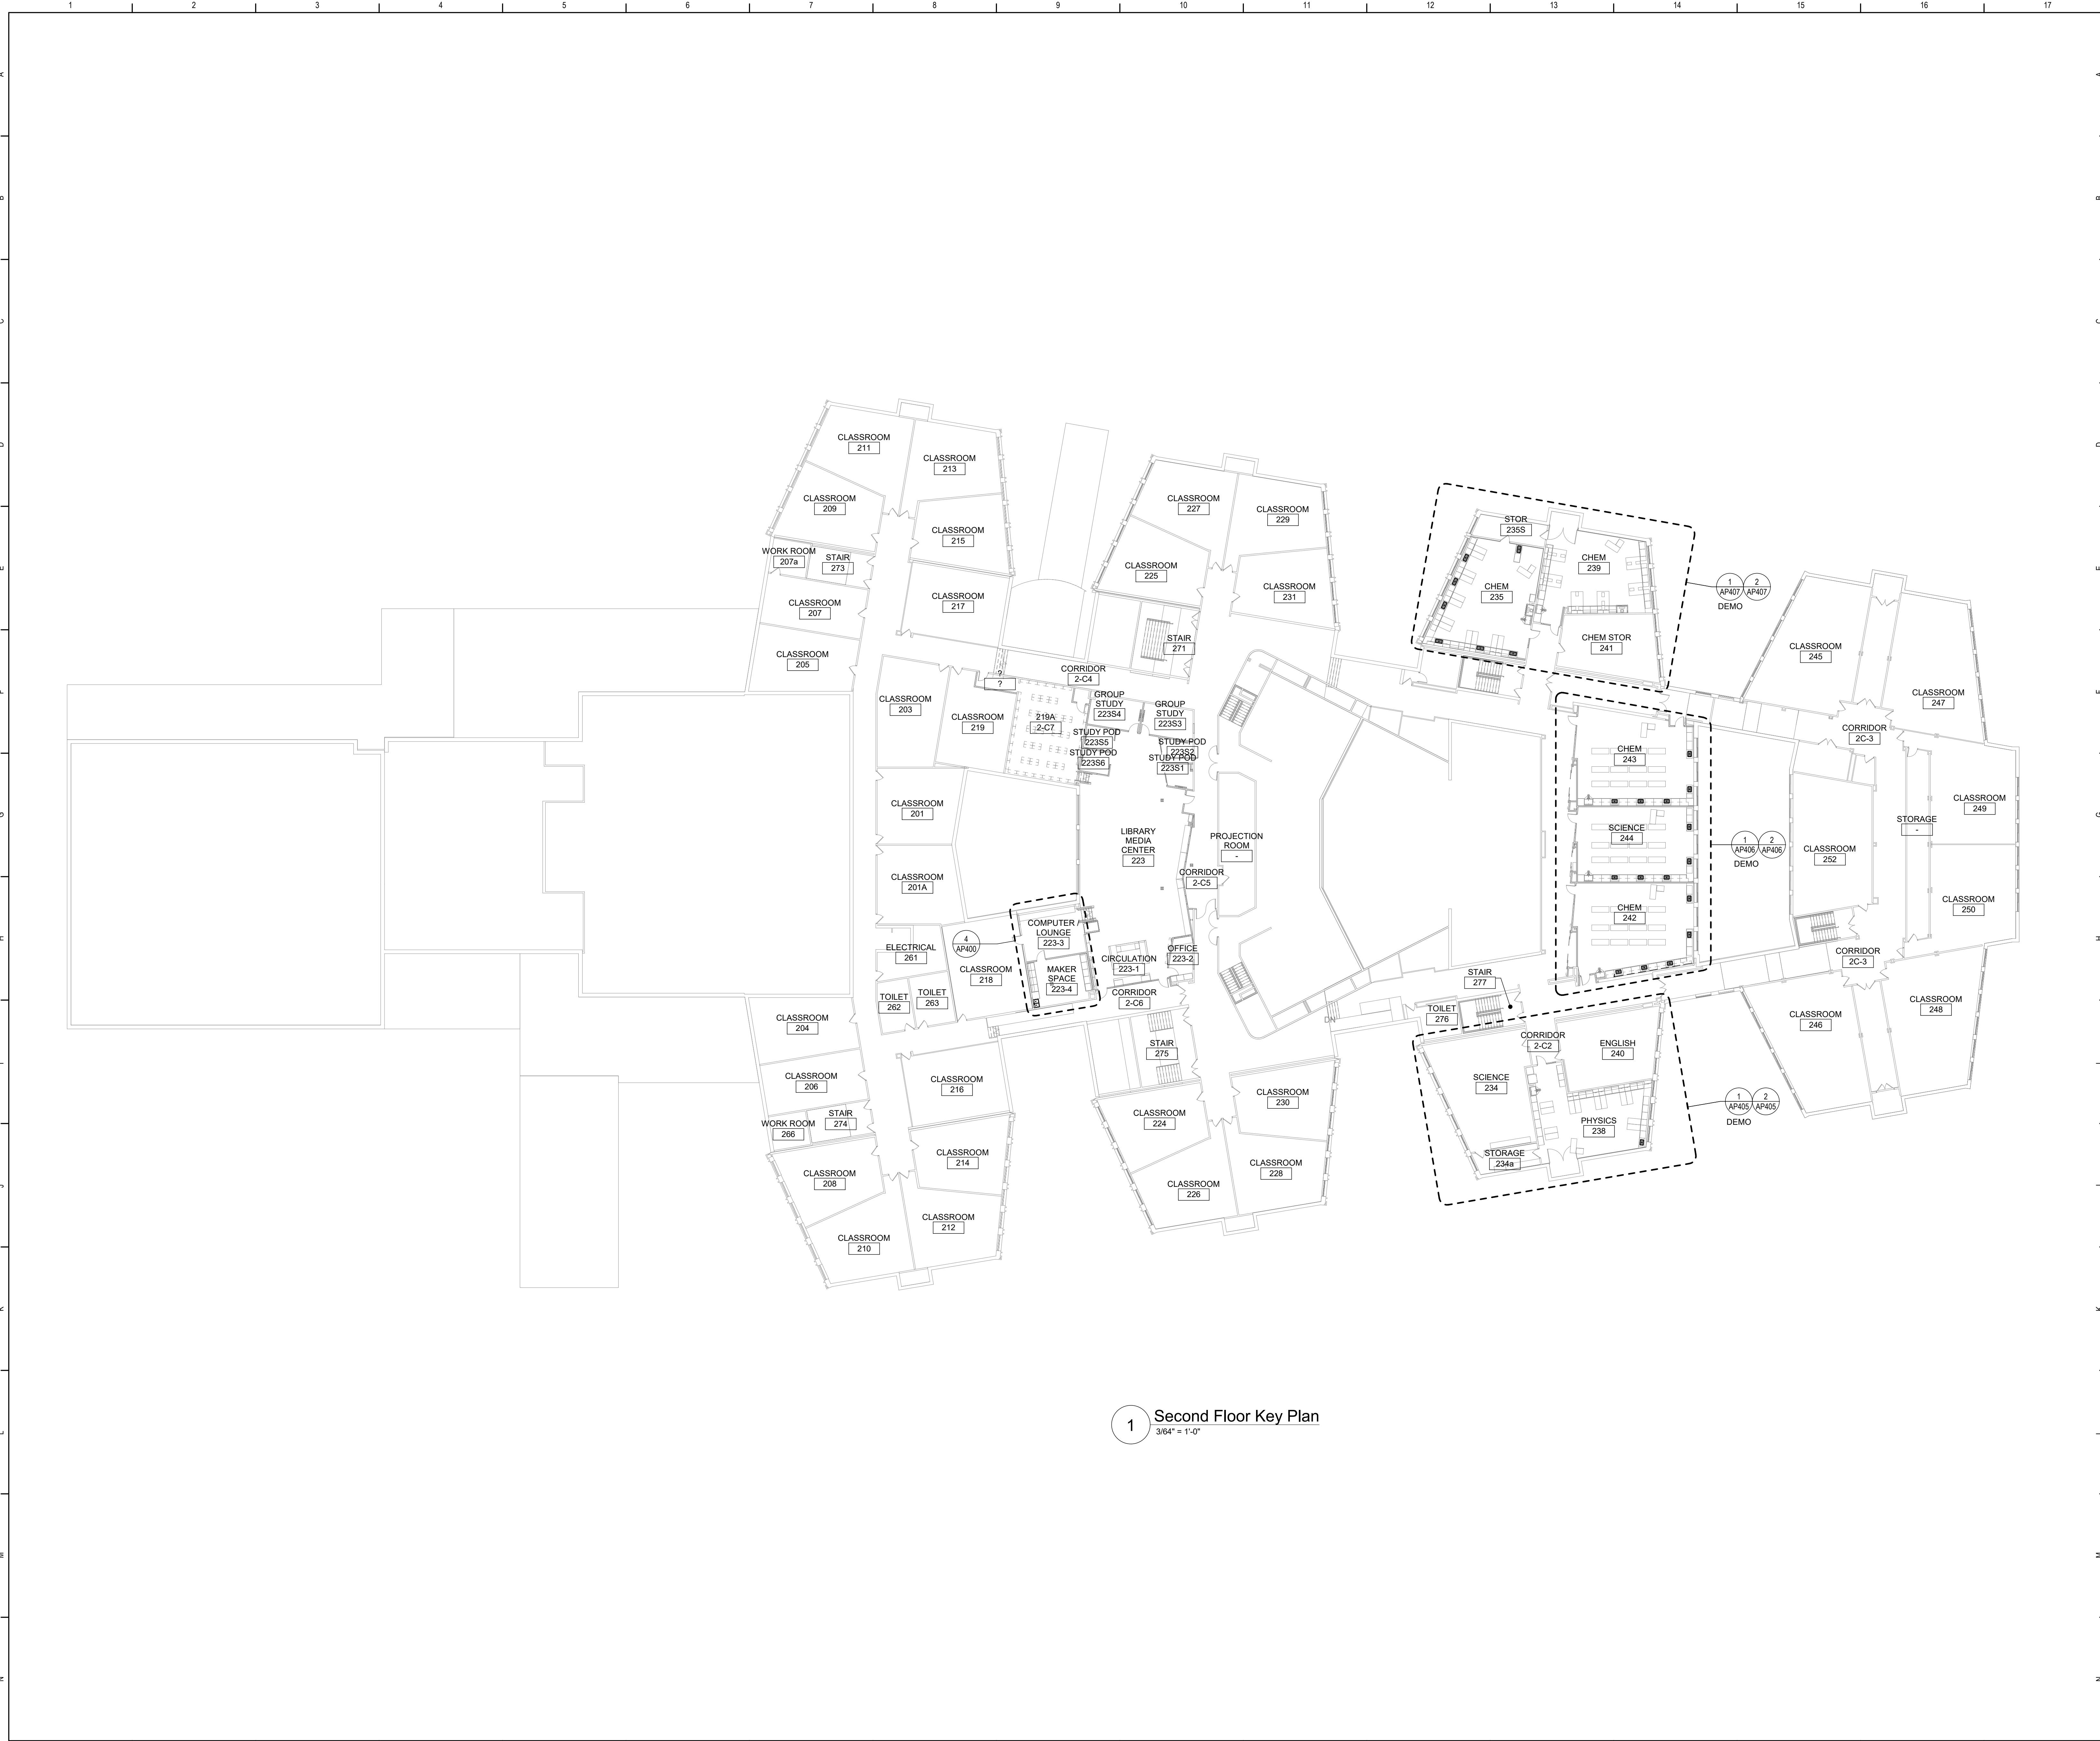 1 2 3 4 5 6 7 8 9 10 11 12 13 14 15 16 17
A A
B B
C C
D D
E E
F F
G G
H H
I I
J J
K K
L L
M M
N N
CLASSROOM
211
CLASSROOM
213
CLASSROOM
209
CLASSROOM
215
WORK ROOM
207a
STAIR
273
CLASSROOM
207
CLASSROOM
217
CLASSROOM
205
CLASSROOM
203
CLASSROOM
219
?
?
219A
2-C7
CORRIDOR
2-C4
GROUP
STUDY
223S4
GROUP
STUDY
223S3
STUDY POD
223S5
STUDY POD
223S6
STUDY POD
223S2
STUDY POD
223S1
CLASSROOM
227
CLASSROOM
229
CLASSROOM
225
CLASSROOM
231
STAIR
271
CLASSROOM
201
CLASSROOM
201A
LIBRARY
MEDIA
CENTER
223
PROJECTION
ROOM
-
CORRIDOR
2-C5
ELECTRICAL
261
TOILET
262
TOILET
263
CLASSROOM
218
4
AP400
COMPUTER /
LOUNGE
223-3
MAKER
SPACE
223-4
CIRCULATION
223-1
OFFICE
223-2
CORRIDOR
2-C6
STAIR
275
CLASSROOM
204
CLASSROOM
206
WORK ROOM
266
STAIR
274
CLASSROOM
216
CLASSROOM
214
CLASSROOM
208
CLASSROOM
212
CLASSROOM
210
CLASSROOM
224
CLASSROOM
230
CLASSROOM
226
CLASSROOM
228
STOR
235S
CHEM
239
CHEM
235
CHEM STOR
241
1
AP407
2
AP407
DEMO
CHEM
243
SCIENCE
244
CHEM
242
1
AP406
2
AP406
DEMO
STAIR
277
TOILET
276
DN
CORRIDOR
2-C2
ENGLISH
240
SCIENCE
234
PHYSICS
238
STORAGE
234a
1
AP405
2
AP405
DEMO
CLASSROOM
245
CLASSROOM
247
CORRIDOR
2C-3
CLASSROOM
249
STORAGE
-
CLASSROOM
252
CLASSROOM
250
CORRIDOR
2C-3
CLASSROOM
246
CLASSROOM
248
1
Second Floor Key Plan
3/64" = 1'-0"